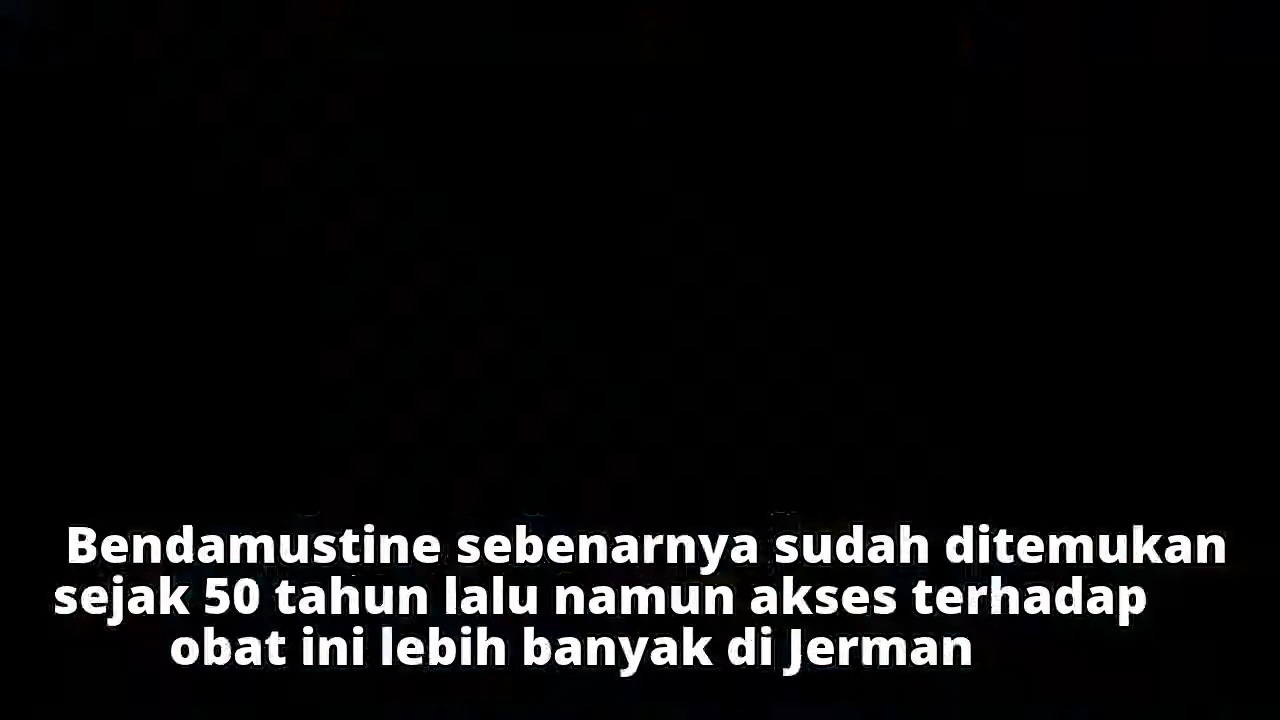 Bendamustine sebenarnya sudah ditemukan
sejak 50 tahun lalu namun akses terhadap
obat ini lebih banyak di Jerman